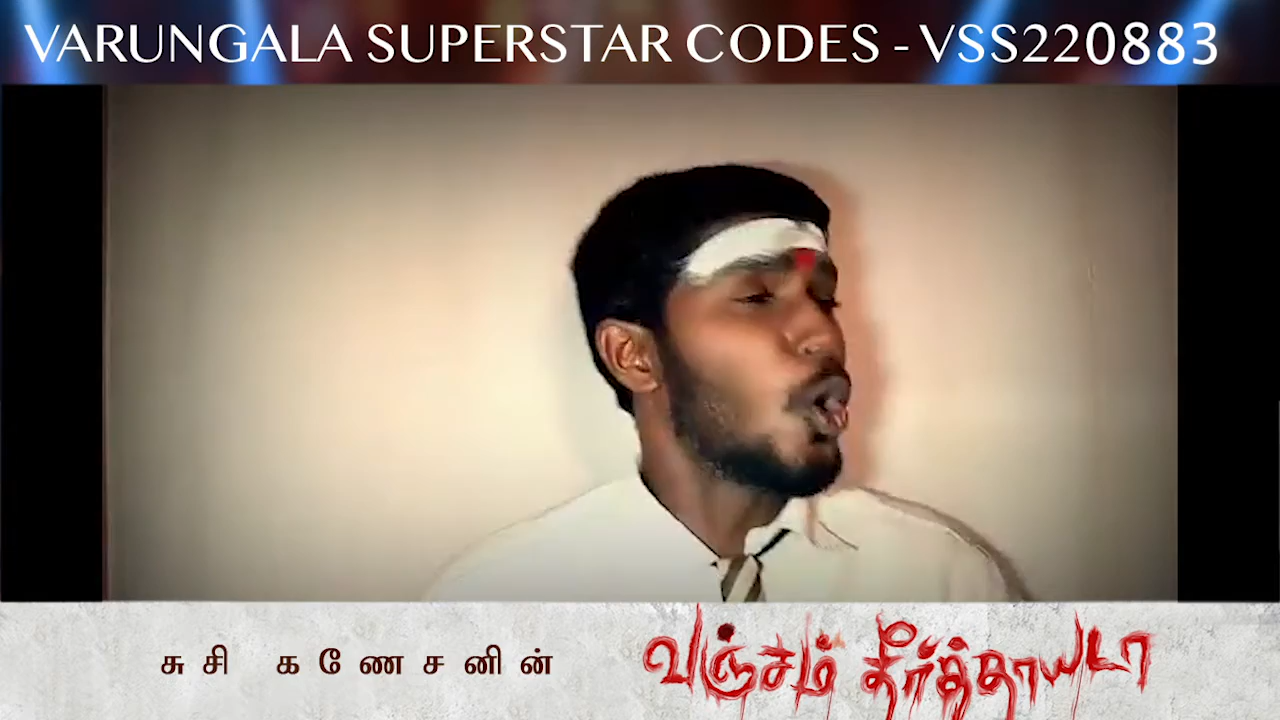 VARUNGALA SUPERSTAR CODES - VSS220883
சுசி கணேசனின்
வஞ்சம் தீர்த்தாயடா